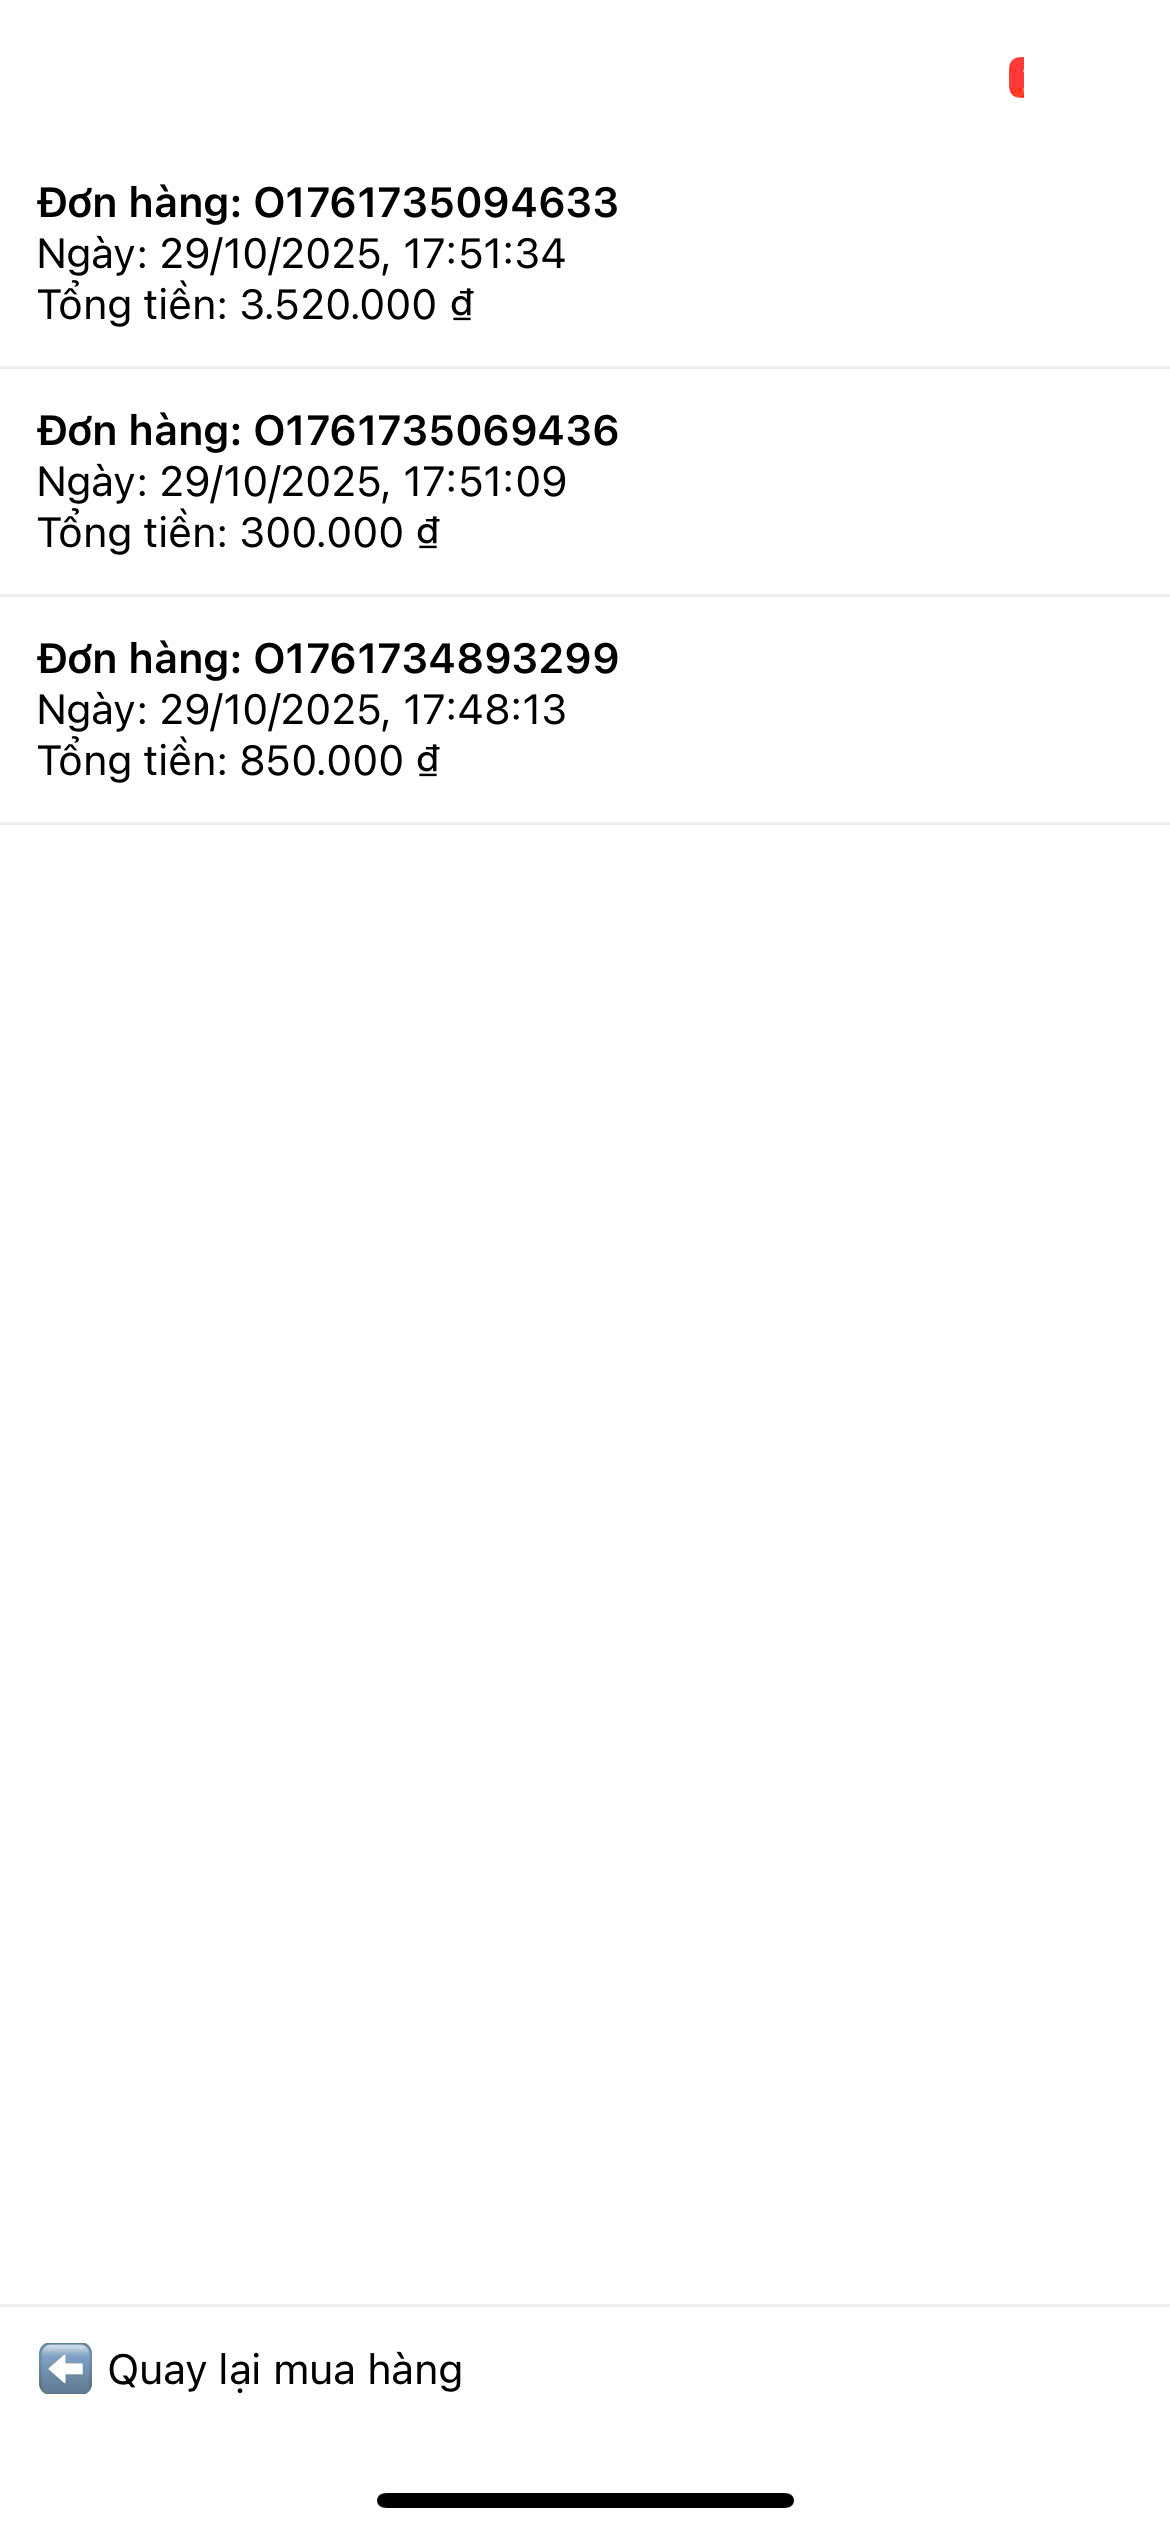 Đơn hàng: O1761735094633
Ngày: 29/10/2025, 17:51:34
Tổng tiền: 3.520.000 ₫
Đơn hàng: O1761735069436
Ngày: 29/10/2025, 17:51:09
Tổng tiền: 300.000 ₫
Đơn hàng: O1761734893299
Ngày: 29/10/2025, 17:48:13
Tổng tiền: 850.000 ₫
⬅️ Quay lại mua hàng